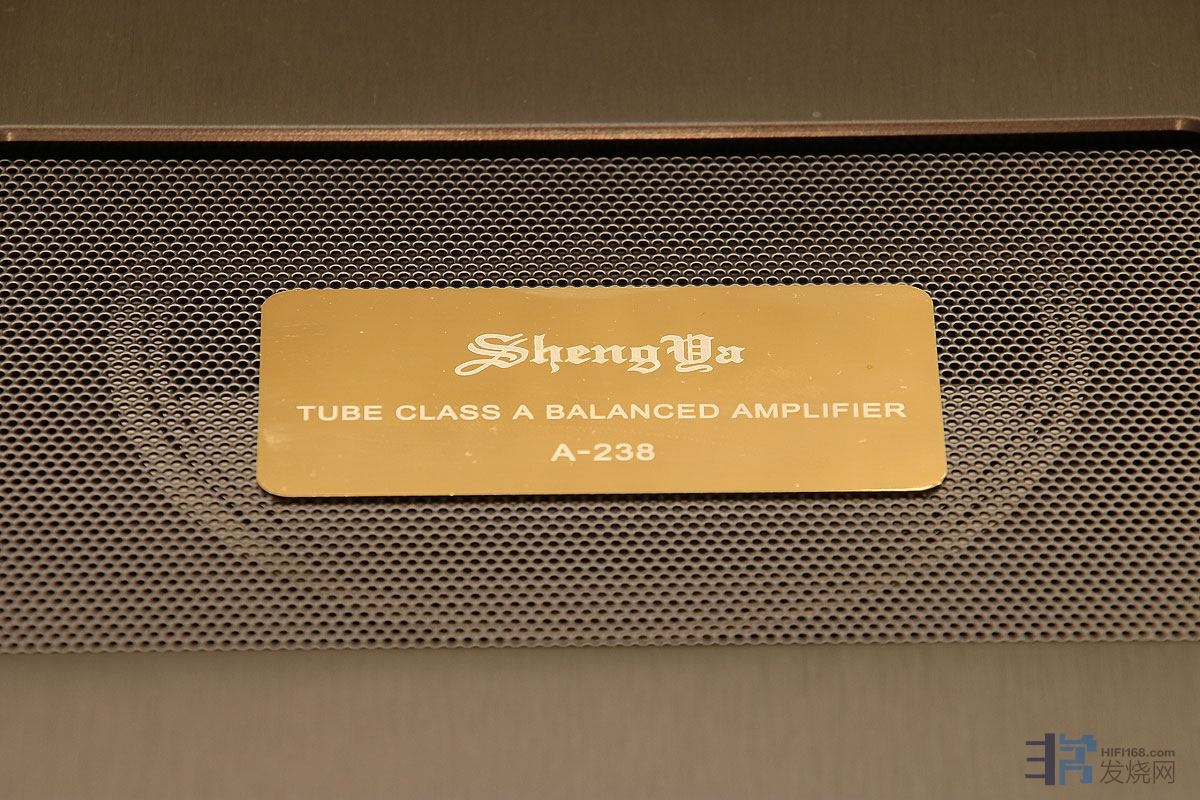 ShengYa
TUBE CLASS A BALANCED AMPLIFIER
A-238
HIFI168.com
发烧网